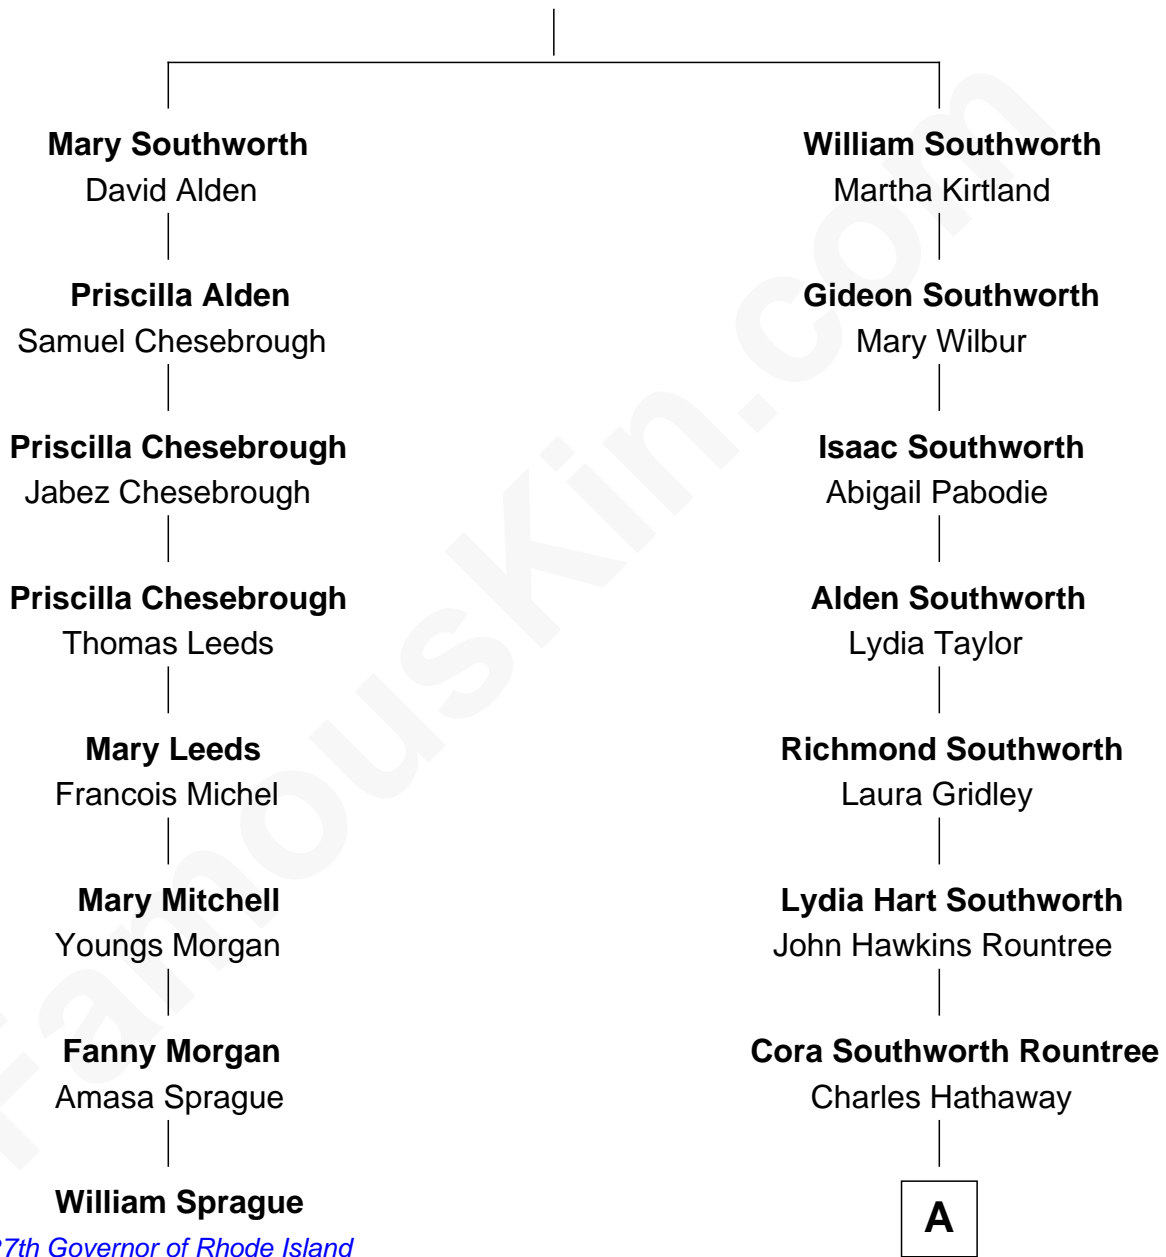 Mary Southworth
David Alden
William Southworth
Martha Kirtland
Priscilla Alden
Samuel Chesebrough
Gideon Southworth
Mary Wilbur
Priscilla Chesebrough
Jabez Chesebrough
Isaac Southworth
Abigail Pabodie
Priscilla Chesebrough
Thomas Leeds
Alden Southworth
Lydia Taylor
Mary Leeds
Francois Michel
Richmond Southworth
Laura Gridley
Mary Mitchell
Youngs Morgan
Lydia Hart Southworth
John Hawkins Rountree
Fanny Morgan
Amasa Sprague
Cora Southworth Rountree
Charles Hathaway
William Sprague
7th Governor of Rhode Island
A
FamousKin.com